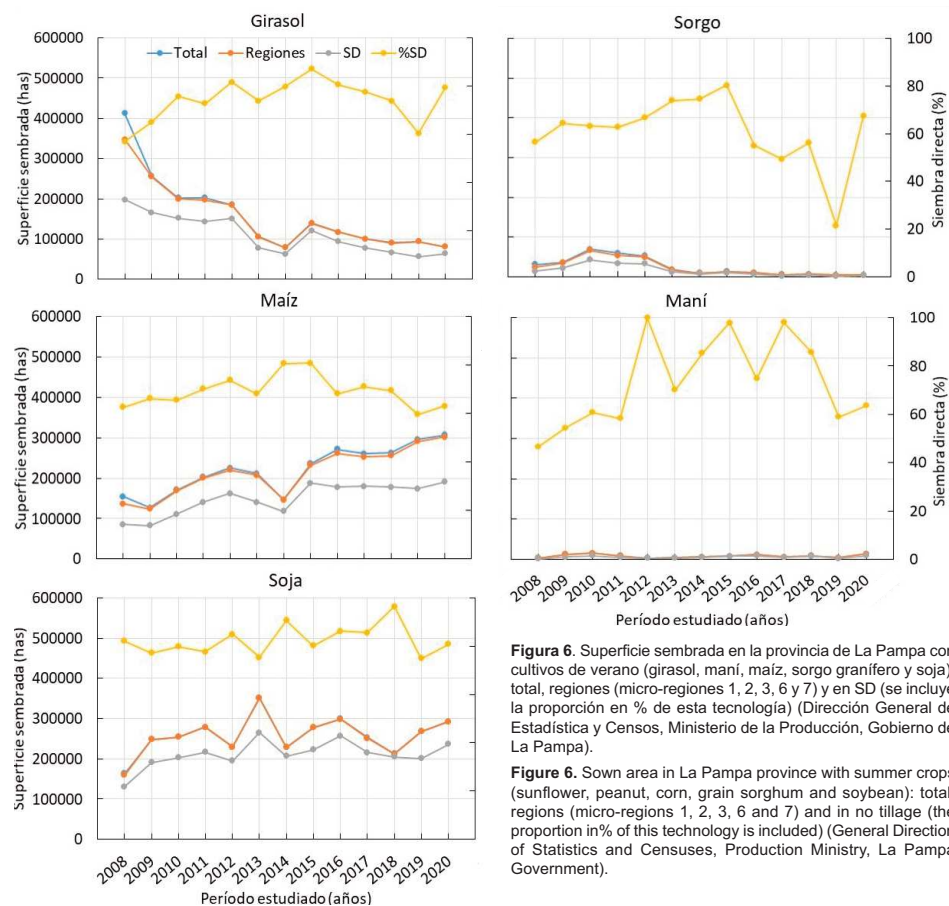 Girasol
600000
500000
400000
300000
200000
100000
0
Superficie sembrada (has)
Total Regiones SD %SD
Sorgo
100
80
60
40
20
0
Siembra directa (%)
Maíz
600000
500000
400000
300000
200000
100000
0
Superficie sembrada (has)
Maní
100
80
60
40
20
0
Siembra directa (%)
2008 2009 2010 2011 2012 2013 2014 2015 2016 2017 2018 2019 2020
Período estudiado (años)
Soja
600000
500000
400000
300000
200000
100000
0
Superficie sembrada (has)
2008 2009 2010 2011 2012 2013 2014 2015 2016 2017 2018 2019 2020
Período estudiado (años)
Figura 6. Superficie sembrada en la provincia de La Pampa con
cultivos de verano (girasol, maní, maíz, sorgo granífero y soja)
total, regiones (micro-regiones 1, 2, 3, 6 y 7) y en SD (se incluye
la proporción en % de esta tecnología) (Dirección General de
Estadística y Censos, Ministerio de la Producción, Gobierno de
La Pampa).
Figure 6. Sown area in La Pampa province with summer crops
(sunflower, peanut, corn, grain sorghum and soybean): total
regions (micro-regions 1, 2, 3, 6 and 7) and in no tillage (the
proportion in% of this technology is included) (General Direction
of Statistics and Censuses, Production Ministry, La Pampa
Government).